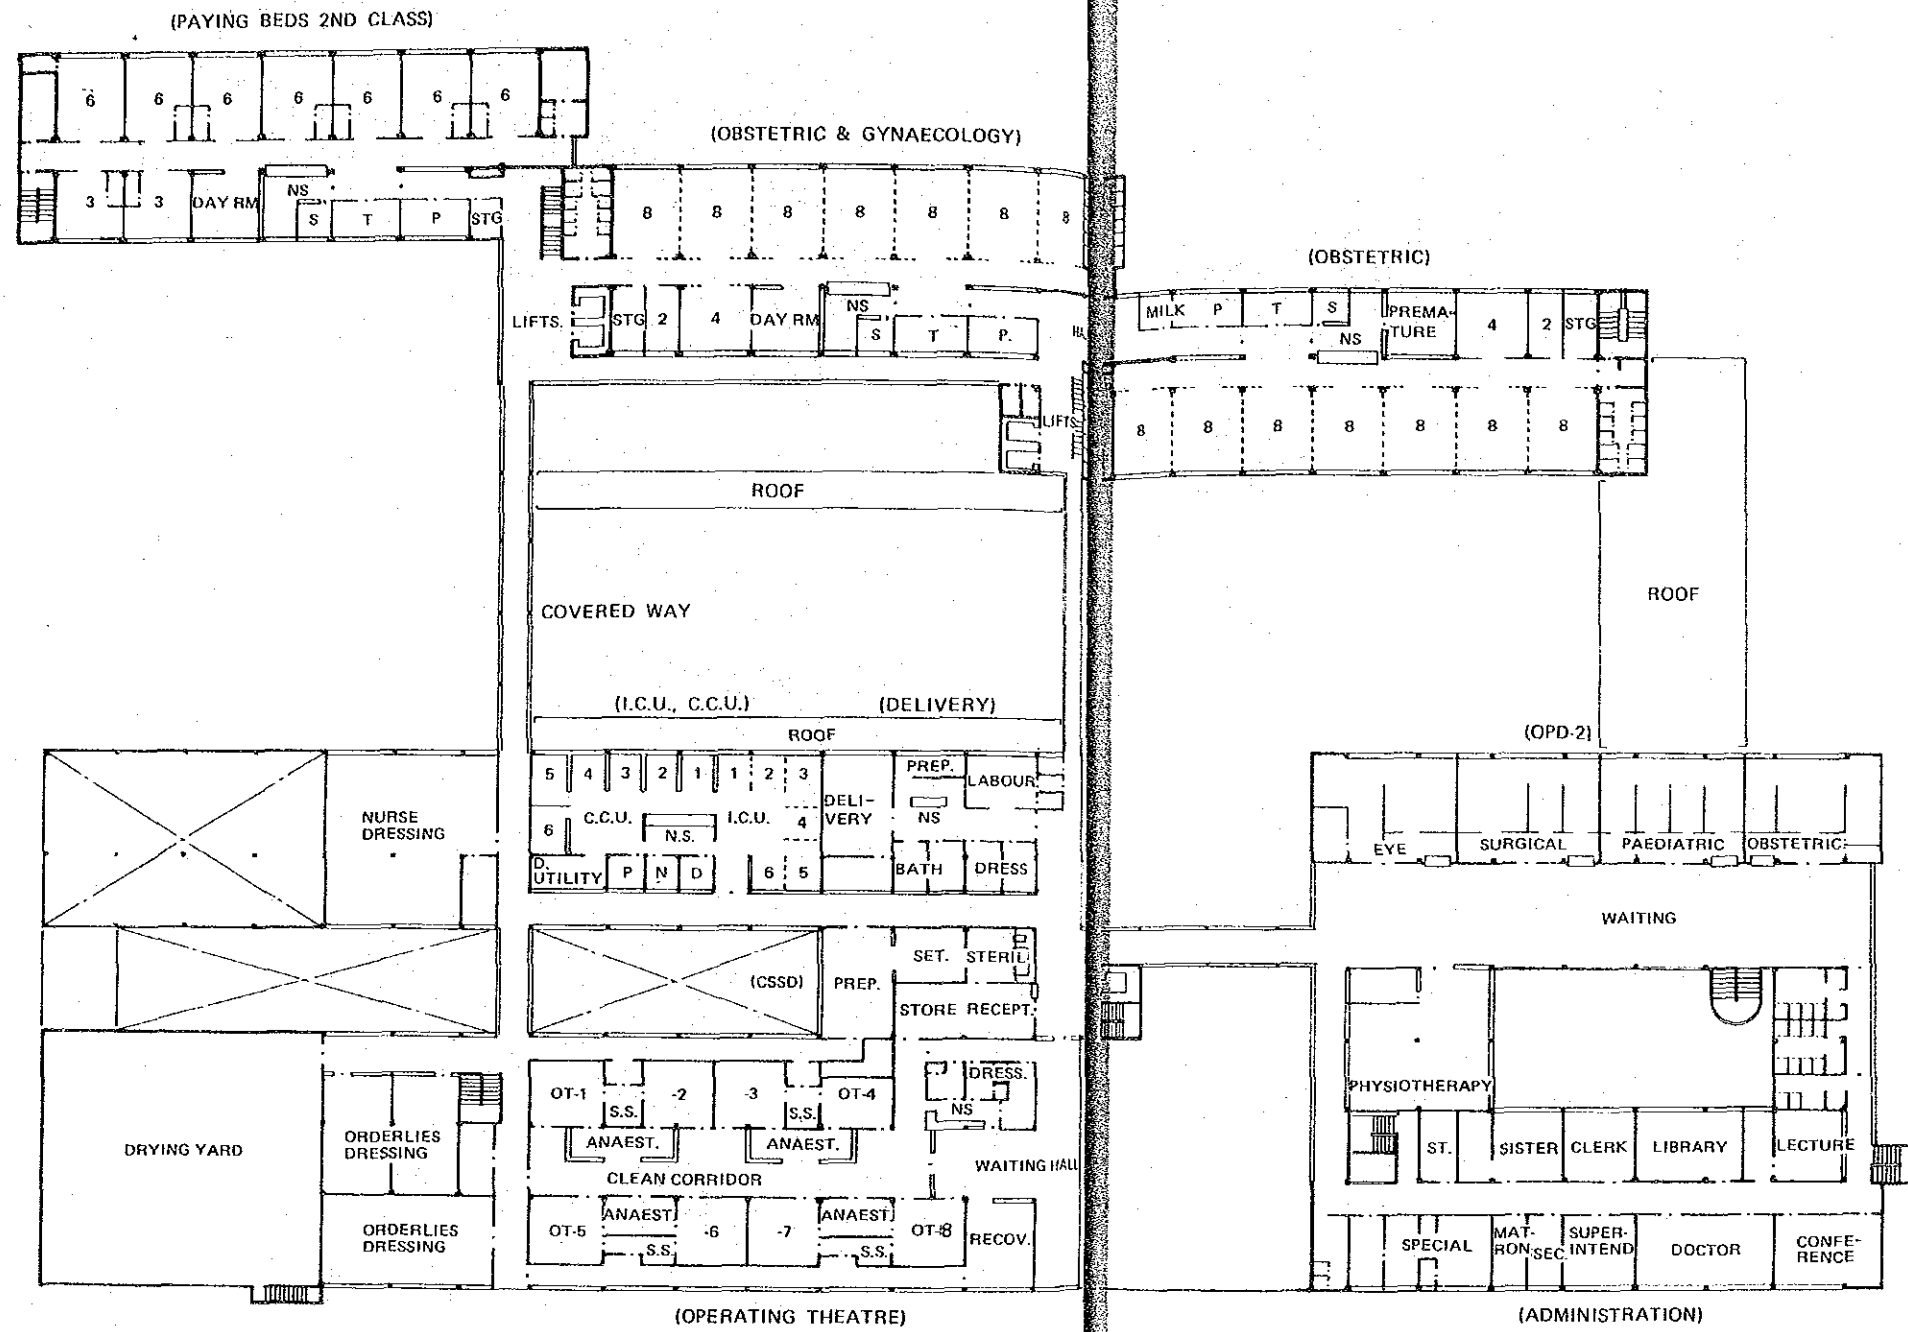 (PAYING BEDS 2ND CLASS)
6 6 6 6 6 6 6
3 3 DAY RM NS S T P STG
(OBSTETRIC & GYNAECOLOGY)
8 8 8 8 8 8 8
LIFTS. STG 2 4 DAY RM NS S T P.
(OBSTETRIC)
MILK P T S NS PREMA-
TURE 4 2 STG
LIFTS
8 8 8 8 8 8 8
ROOF
ROOF
COVERED WAY
(I.C.U., C.C.U.) (DELIVERY)
ROOF
(OPD-2)
5 4 3 2 1 1 2 3
PREP.
LABOUR
NURSE
DRESSING
C.C.U. I.C.U. 4
6 N.S.
DELI-
VERY
NS
D.
UTILITY P N D 6 5
BATH DRESS
EYE SURGICAL PAEDIATRIC OBSTETRIC
WAITING
(CSSD) PREP. SET. STERIL
STORE RECEPT.
PHYSIOTHERAPY
OT-1 S.S. -2 -3 S.S. OT-4
DRESS.
NS
ANAEST. ANAEST.
CLEAN CORRIDOR
WAITING HALL
DRYING YARD
ORDERLIES
DRESSING
ST. SISTER CLERK LIBRARY LECTURE
ORDERLIES
DRESSING
OT-5 ANAEST. S.S. -6 -7 ANAEST. S.S. OT-8 RECOV.
SPECIAL
MAT-
RON SEC.
SUPER-
INTEND
DOCTOR
CONFE-
RENCE
(OPERATING THEATRE)
(ADMINISTRATION)